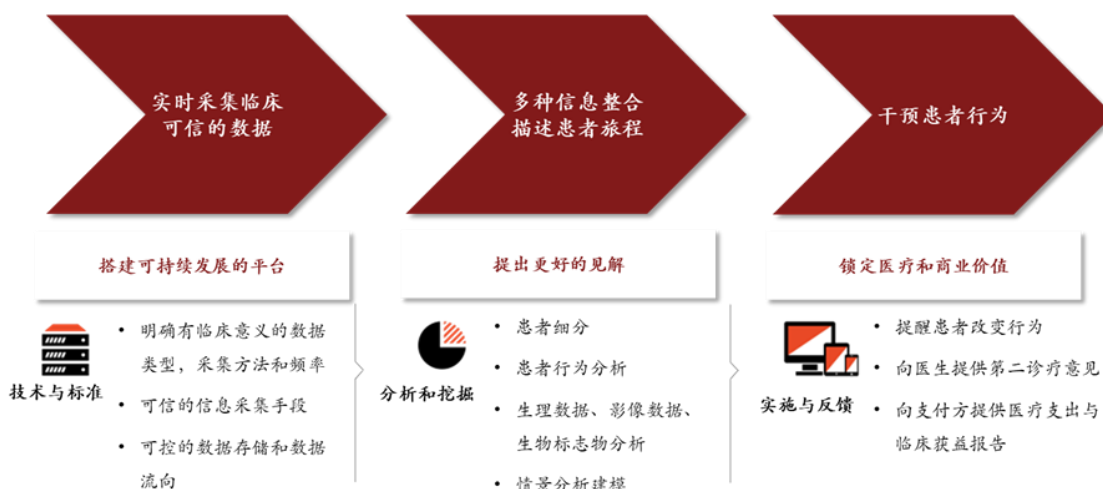 实时采集临床
可信的数据
多种信息整合
描述患者旅程
干预患者行为
搭建可持续发展的平台
提出更好的见解
锁定医疗和商业价值
技术与标准
• 明确有临床意义的数据
类型，采集方法和频率
• 可信的信息采集手段
• 可控的数据存储和数据
流向
分析和挖掘
• 患者细分
• 患者行为分析
• 生理数据、影像数据、
生物标志物分析
• 情景分析建模
实施与反馈
• 提醒患者改变行为
• 向医生提供第二诊疗意见
• 向支付方提供医疗支出与
临床获益报告